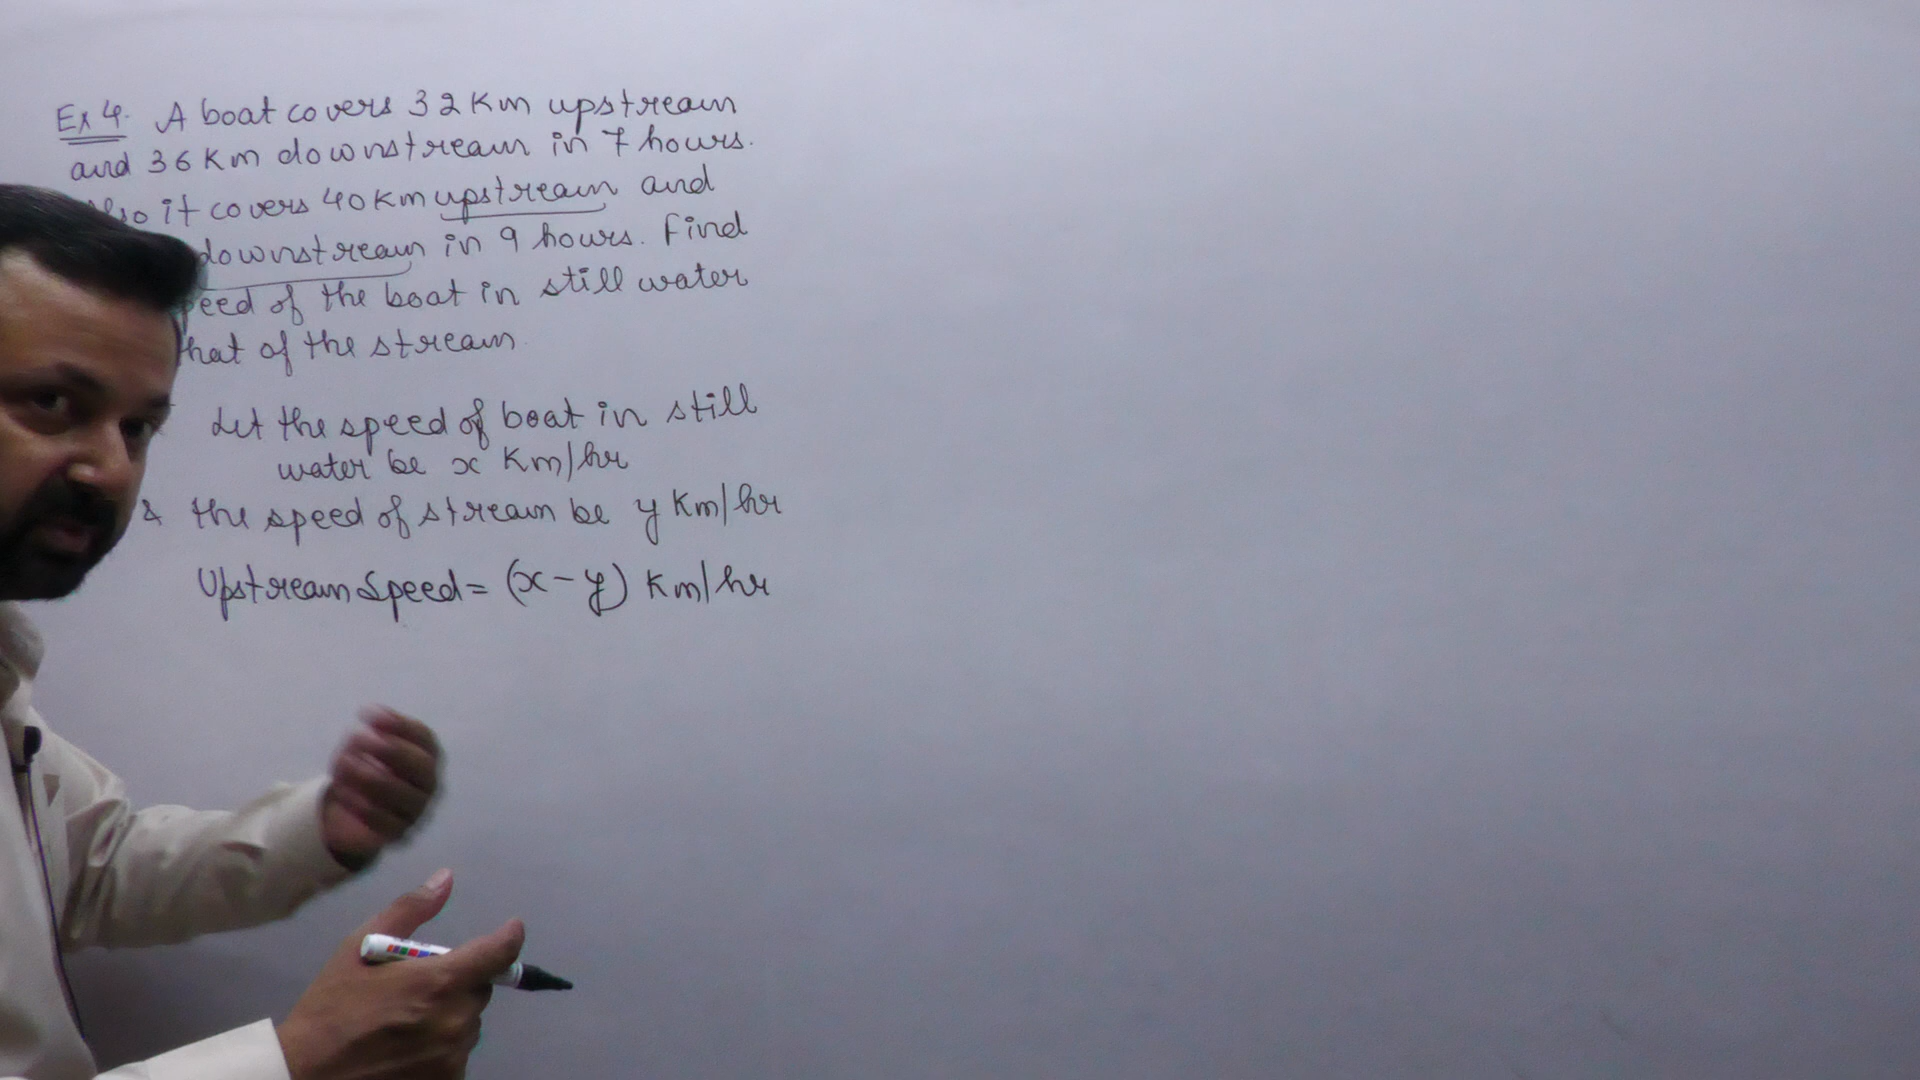 Ex 4. A boat covers 32 Km upstream
and 36 Km downstream in 7 hours.
it covers 40 Km upstream and
downstream in 9 hours. Find
of the boat in still water
of the stream
Let the speed of boat in still
water be x Km/hr
& the speed of stream be y Km/hr
Upstream Speed = (x - y) Km/hr